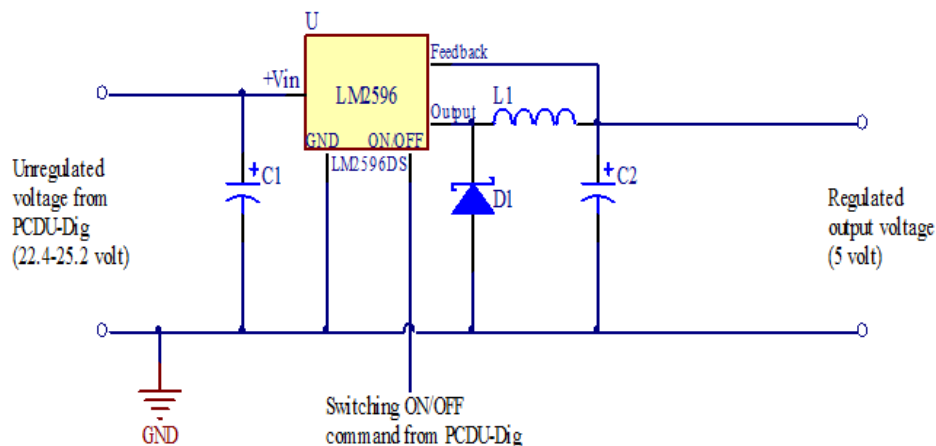 U
Feedback
+Vin
LM2596
L1
Output
GND ON/OFF
LM2596DS
Unregulated
voltage from
PCDU-Dig
(22.4-25.2 volt)
+
C1
D1
+
C2
Regulated
output voltage
(5 volt)
GND
Switching ON/OFF
command from PCDU-Dig